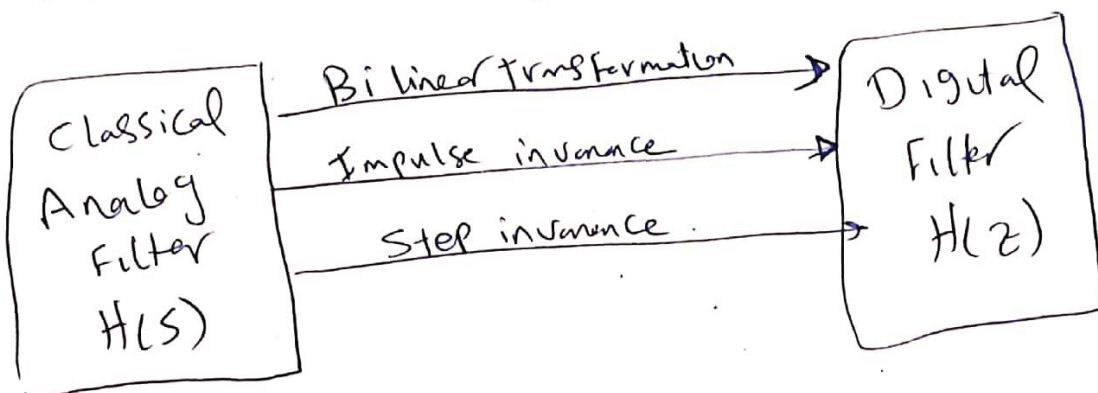 Classical
Analog
Filter
H(S)
Bilinear transformation
Impulse invariance
Step invariance.
Digital
Filter
H(z)